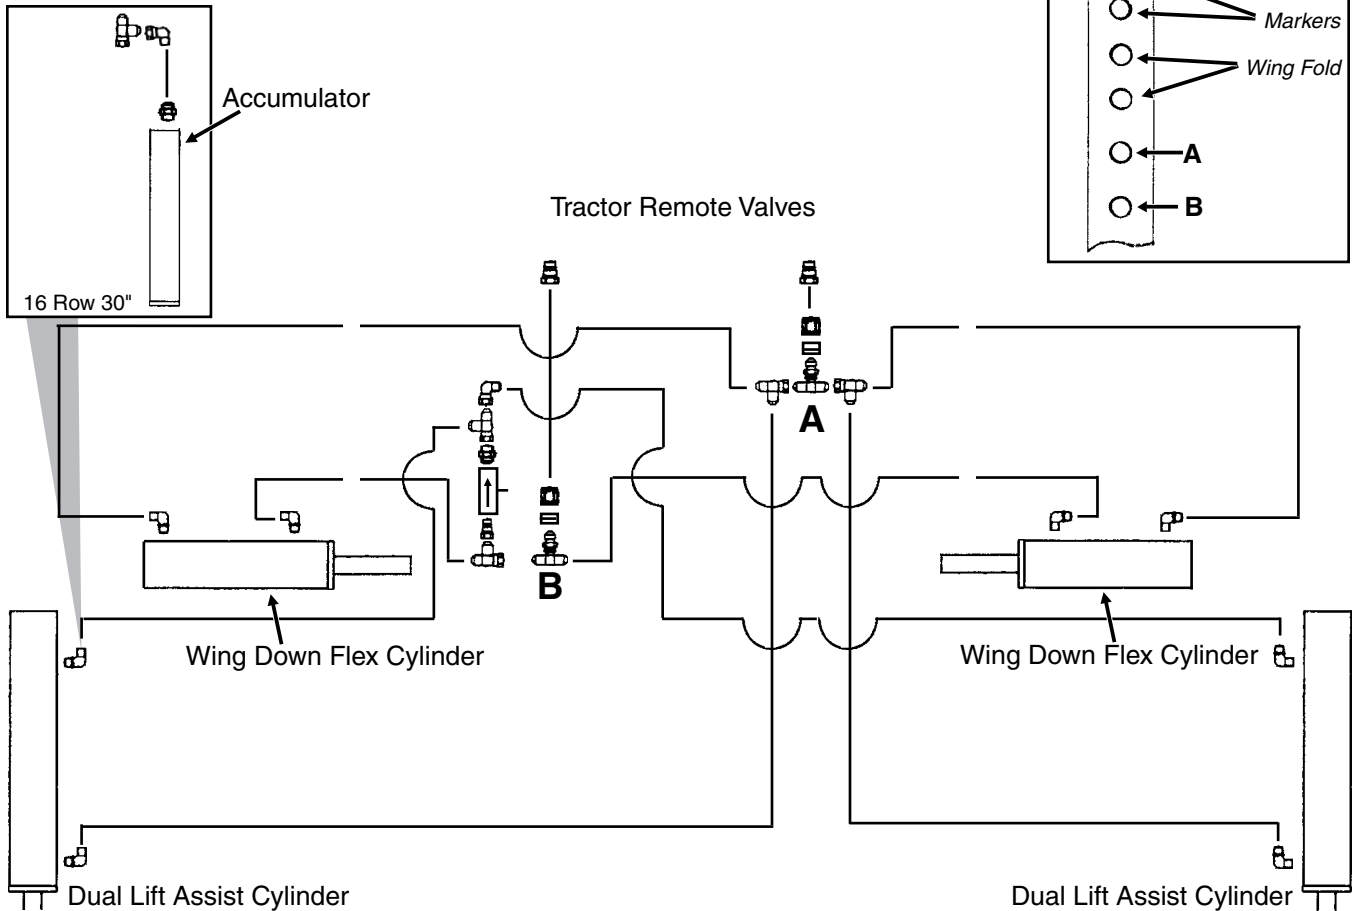 Markers
Accumulator
Wing Fold
A
B
Tractor Remote Valves
16 Row 30"
A
B
Wing Down Flex Cylinder
Wing Down Flex Cylinder
Dual Lift Assist Cylinder
Dual Lift Assist Cylinder